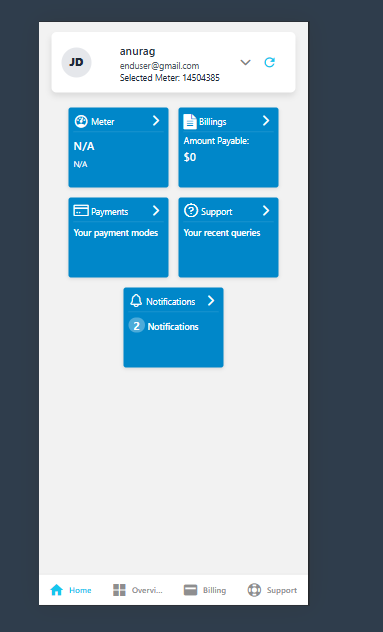 JD
anurag
enduser@gmail.com
Selected Meter: 14504385
Meter
N/A
N/A
Billings
Amount Payable:
$0
Payments
Your payment modes
Support
Your recent queries
Notifications
2 Notifications
Home
Overvi...
Billing
Support